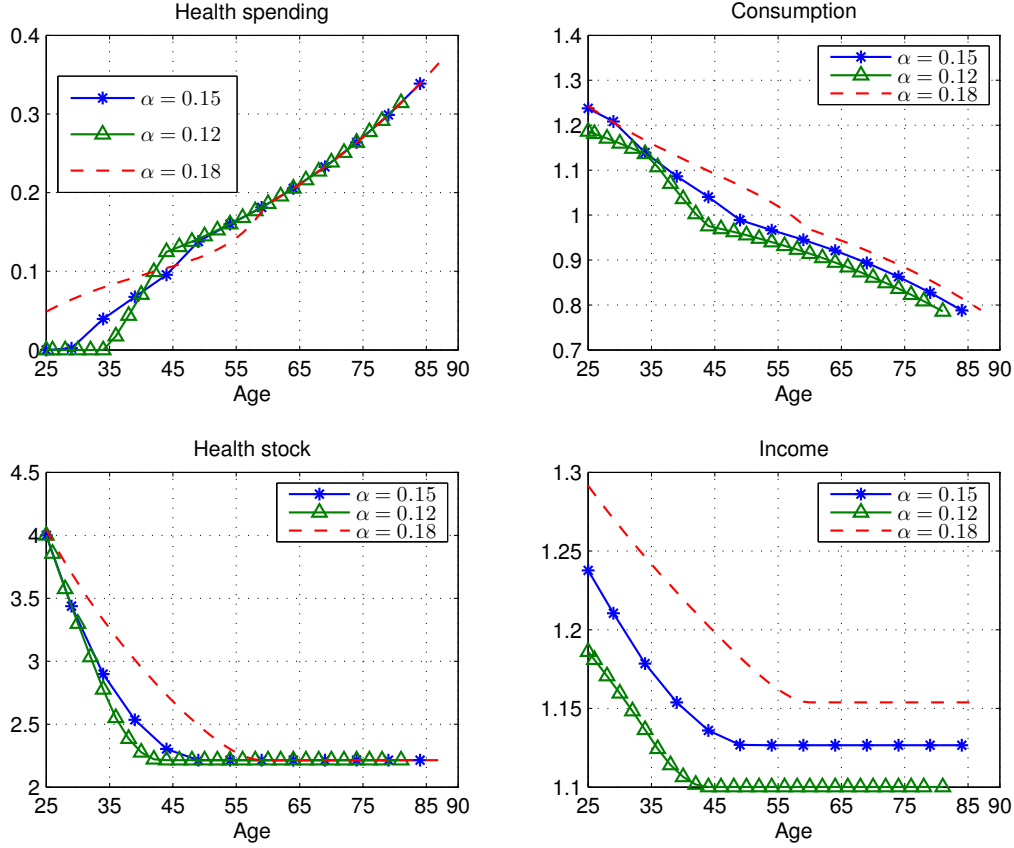 Health spending
0.4
0.3
0.2
0.1
0
25 35 45 55 65 75 85 90
Age
α = 0.15
α = 0.12
α = 0.18
Consumption
1.4
1.3
1.2
1.1
1
0.9
0.8
0.7
25 35 45 55 65 75 85 90
Age
α = 0.15
α = 0.12
α = 0.18
Health stock
4.5
4
3.5
3
2.5
2
25 35 45 55 65 75 85 90
Age
α = 0.15
α = 0.12
α = 0.18
Income
1.3
1.25
1.2
1.15
1.1
25 35 45 55 65 75 85 90
Age
α = 0.15
α = 0.12
α = 0.18